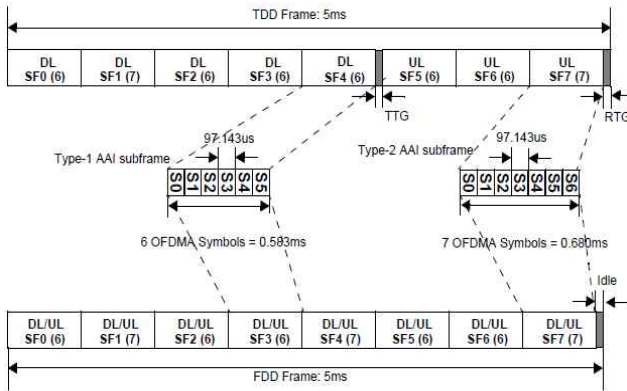 TDD Frame: 5ms
DL DL DL DL DL UL UL UL
SF0 (6) SF1 (7) SF2 (6) SF3 (6) SF4 (6) SF5 (6) SF6 (6) SF7 (7)
TTG RTG
97.143us 97.143us
Type-1 AAI subframe Type-2 AAI subframe
S0 S1 S2 S3 S4 S5 S0 S1 S2 S3 S4 S5 S6
6 OFDMA Symbols = 0.583ms 7 OFDMA Symbols = 0.680ms
Idle
DL/UL DL/UL DL/UL DL/UL DL/UL DL/UL DL/UL DL/UL
SF0 (6) SF1 (7) SF2 (6) SF3 (6) SF4 (7) SF5 (6) SF6 (6) SF7 (7)
FDD Frame: 5ms